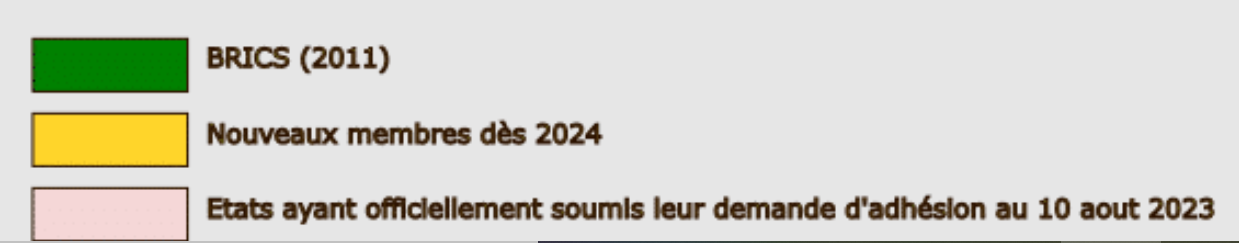 BRICS (2011)
Nouveaux membres dès 2024
Etats ayant officiellement soumis leur demande d'adhésion au 10 aout 2023